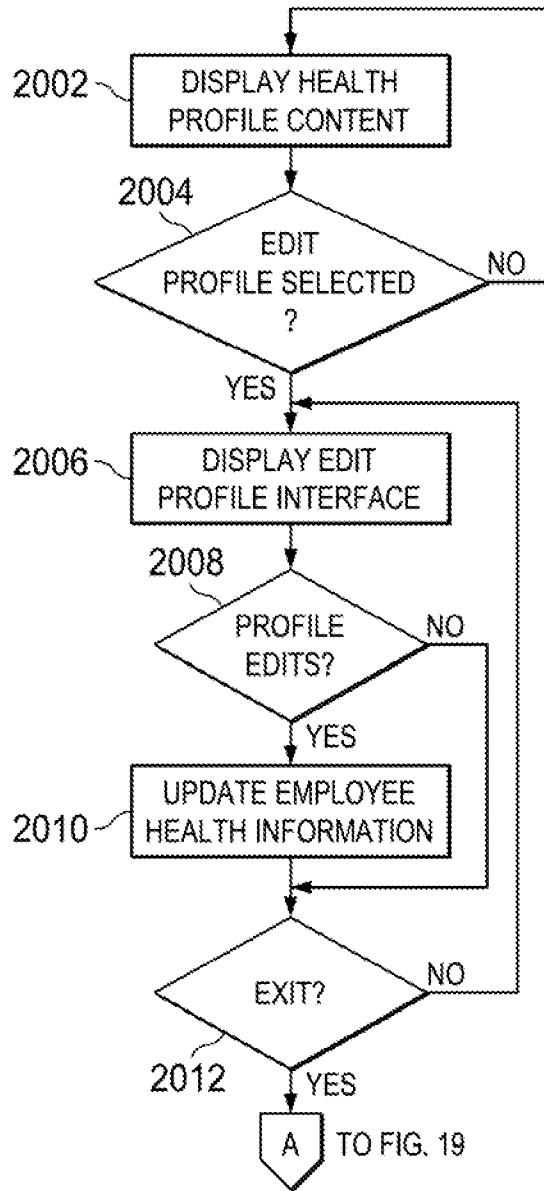 2002
DISPLAY HEALTH
PROFILE CONTENT
2004
EDIT
PROFILE SELECTED
?
NO
YES
2006
DISPLAY EDIT
PROFILE INTERFACE
2008
PROFILE
EDITS?
NO
YES
2010
UPDATE EMPLOYEE
HEALTH INFORMATION
EXIT?
NO
2012
YES
A
TO FIG. 19